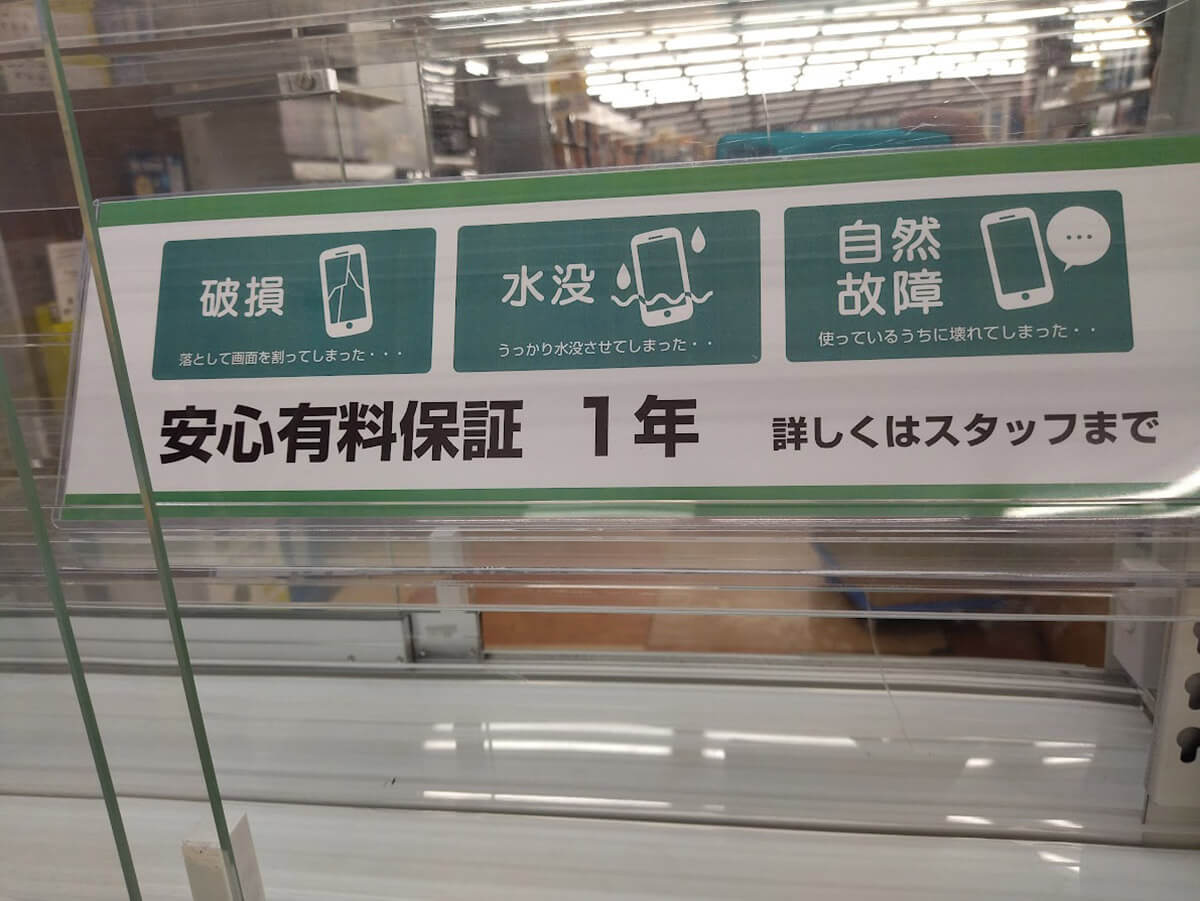 破損
落として画面を割ってしまった・・・
水没
うっかり水没させてしまった・・
自然
故障
使っているうちに壊れてしまった・・
安心有料保証 1年 詳しくはスタッフまで